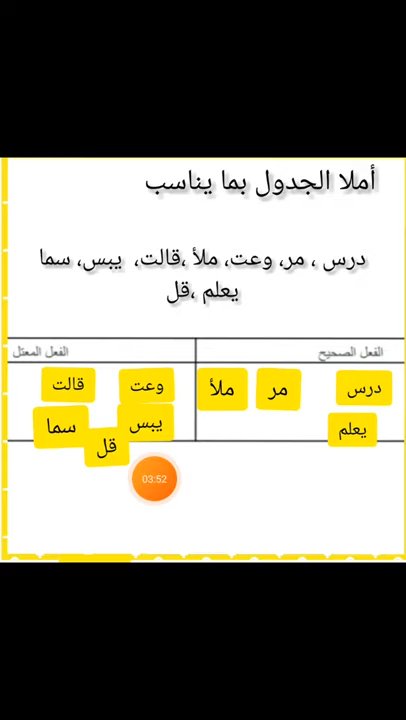 أملا الجدول بما يناسب
درس ، مر، وعت، ملأ ،قالت، يبس، سما
يعلم ،قل
الفعل الصحيح الفعل المعتل
درس مر ملأ وعت قالت
يعلم يبس سما
قل
03:52